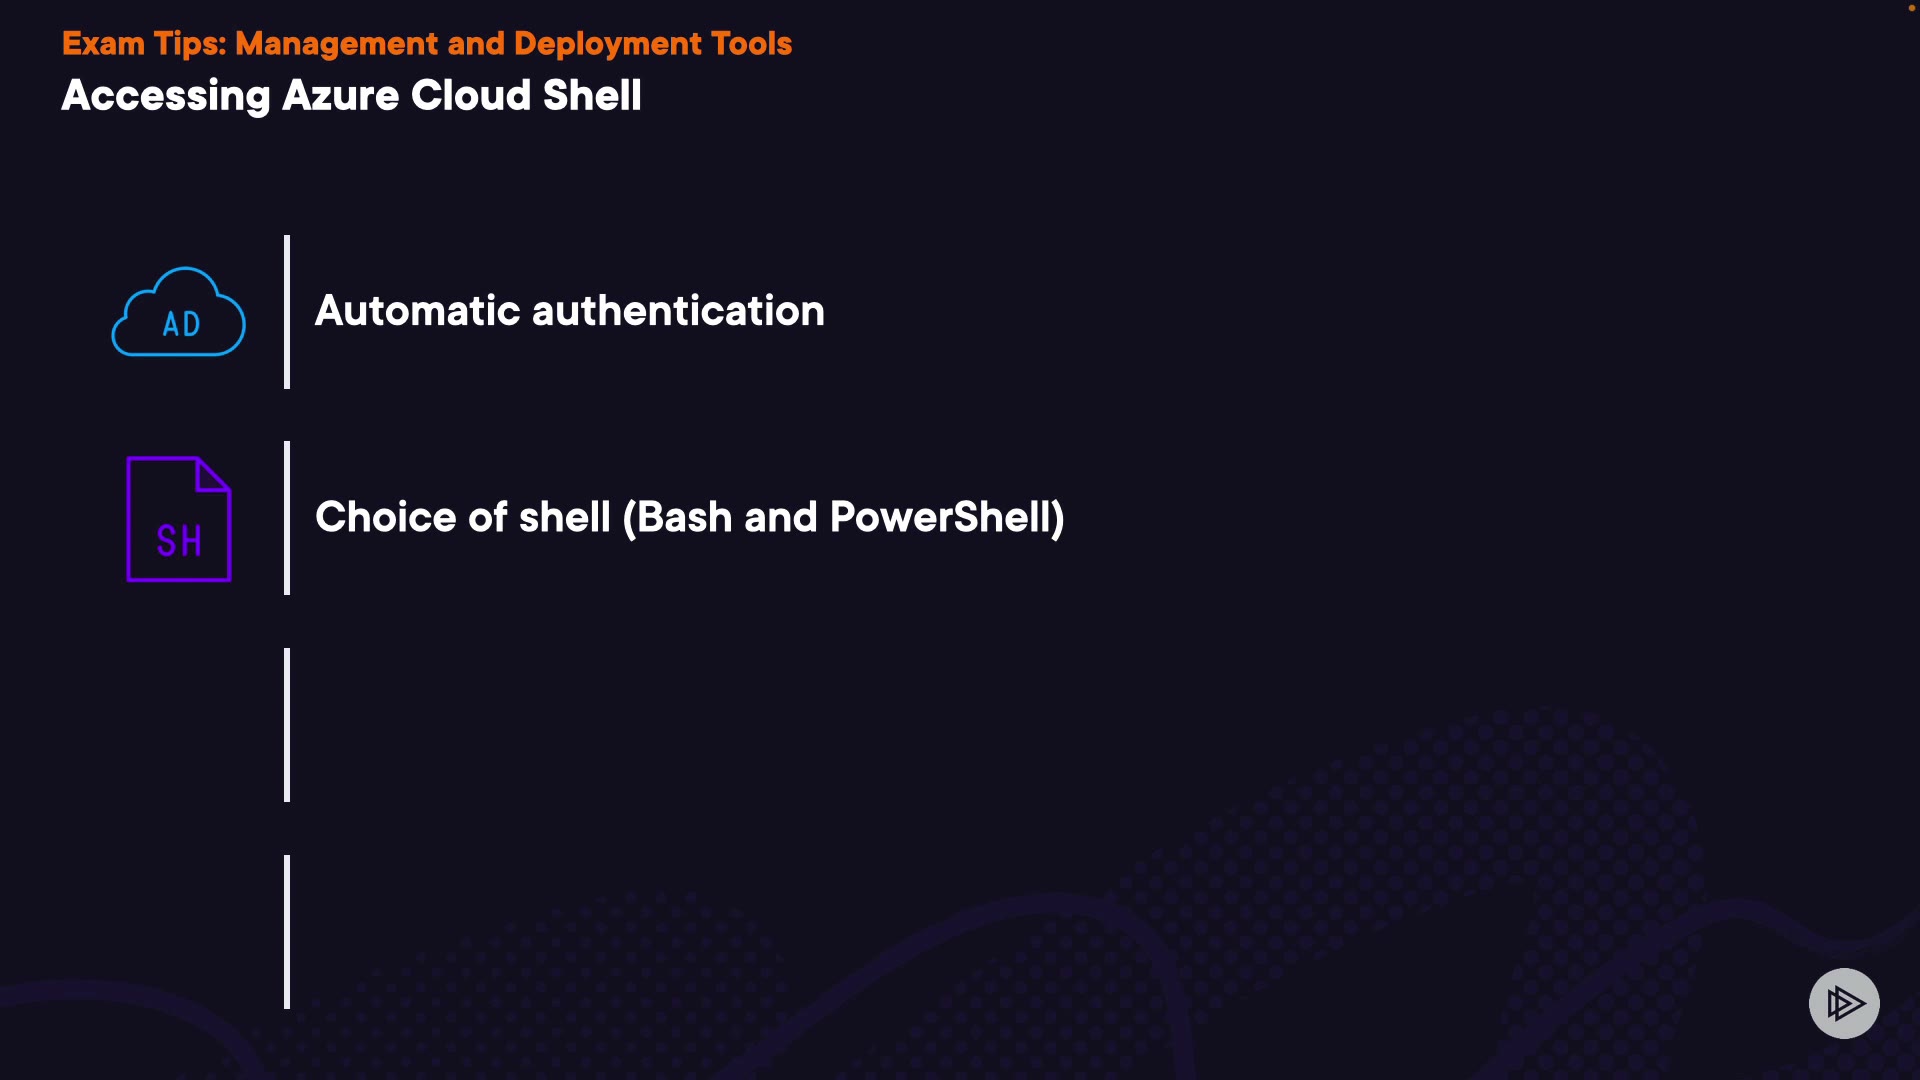 Exam Tips: Management and Deployment Tools
Accessing Azure Cloud Shell
AD
Automatic authentication
SH
Choice of shell (Bash and PowerShell)